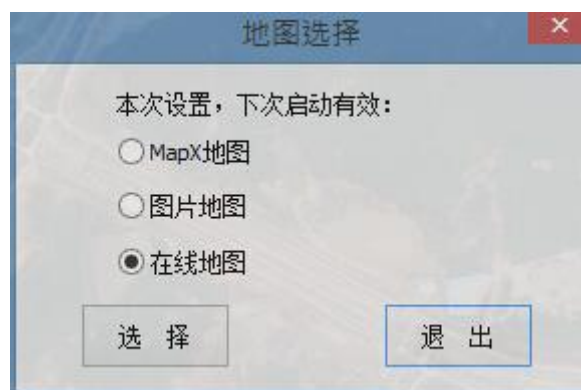 地图选择
本次设置，下次启动有效：
MapX地图
图片地图
在线地图
选 择
退 出